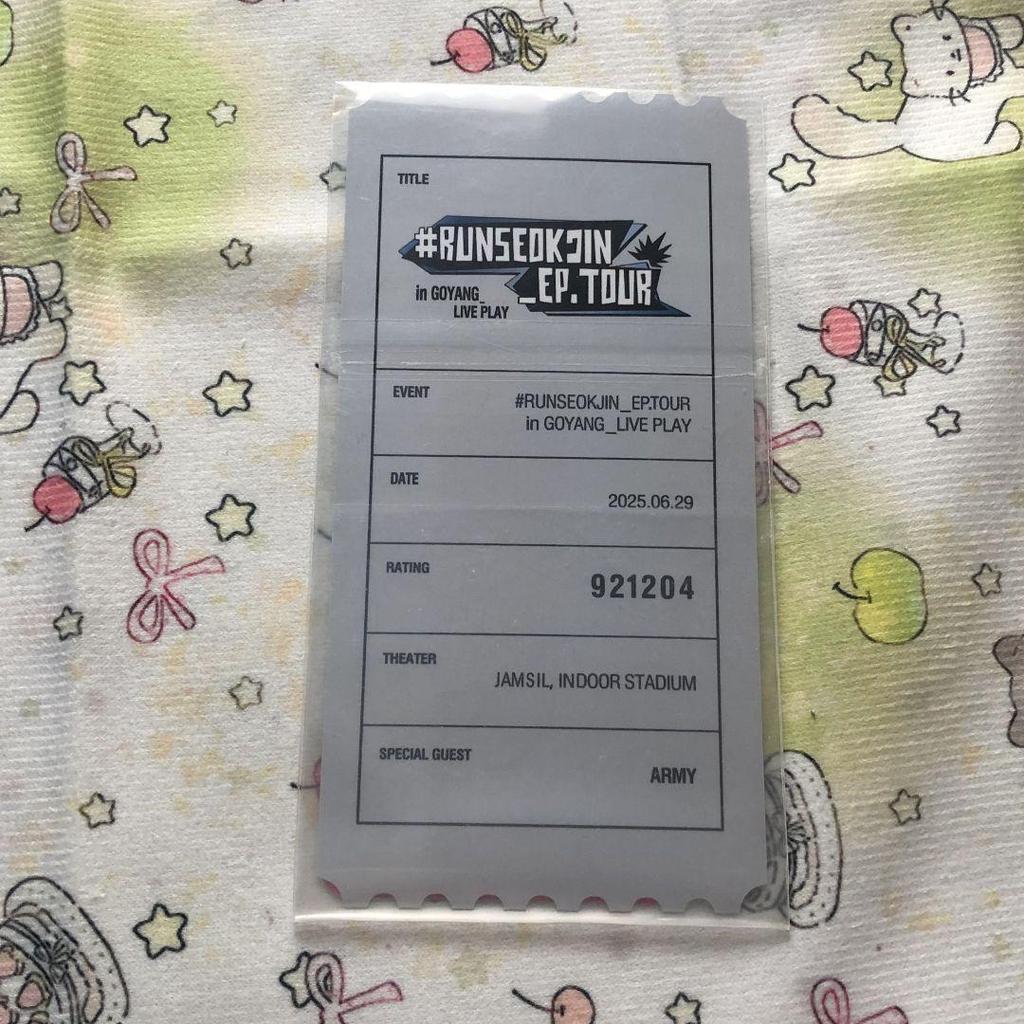 TITLE
#RUNSEOKJIN
_EP.TOUR
in GOYANG_
LIVE PLAY
EVENT
#RUNSEOKJIN_EP.TOUR
in GOYANG_LIVE PLAY
DATE
2025.06.29
RATING
921204
THEATER
JAMSIL, INDOOR STADIUM
SPECIAL GUEST
ARMY